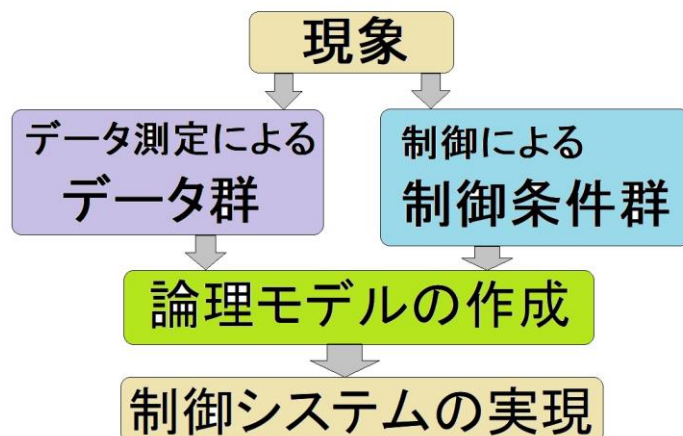 現象
データ測定による
データ群
制御による
制御条件群
論理モデルの作成
制御システムの実現